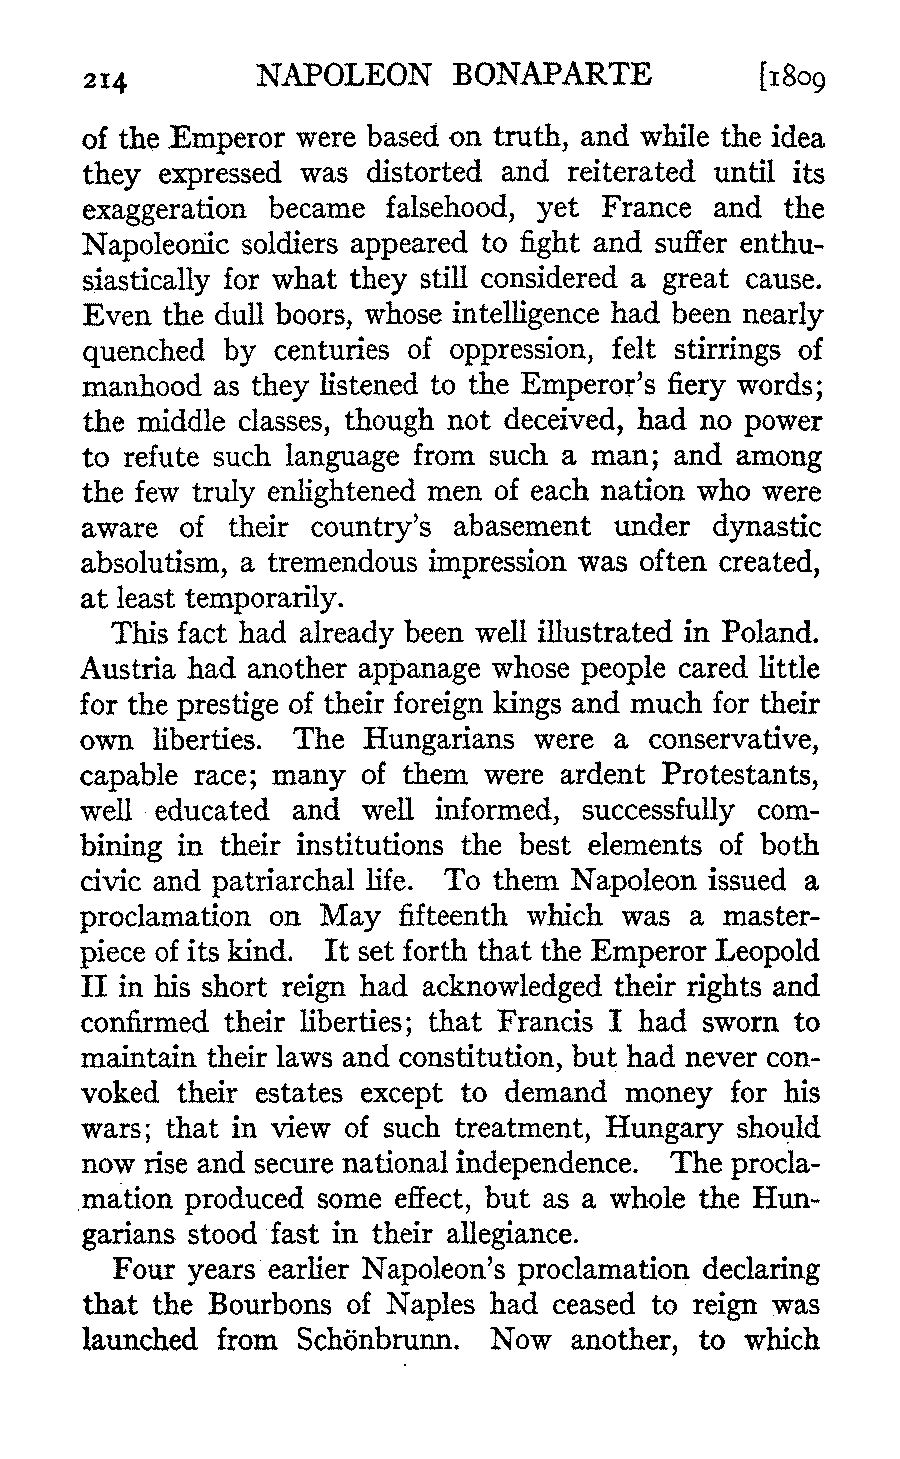 214 NAPOLEON BONAPARTE [1809
of the Emperor were based on truth, and while the idea
they expressed was distorted and reiterated until its
exaggeration became falsehood, yet France and the
Napoleonic soldiers appeared to fight and suffer enthu-
siastically for what they still considered a great cause.
Even the dull boors, whose intelligence had been nearly
quenched by centuries of oppression, felt stirrings of
manhood as they listened to the Emperor's fiery words;
the middle classes, though not deceived, had no power
to refute such language from such a man; and among
the few truly enlightened men of each nation who were
aware of their country's abasement under dynastic
absolutism, a tremendous impression was often created,
at least temporarily.
This fact had already been well illustrated in Poland.
Austria had another appanage whose people cared little
for the prestige of their foreign kings and much for their
own liberties. The Hungarians were a conservative,
capable race; many of them were ardent Protestants,
well educated and well informed, successfully com-
bining in their institutions the best elements of both
civic and patriarchal life. To them Napoleon issued a
proclamation on May fifteenth which was a master-
piece of its kind. It set forth that the Emperor Leopold
II in his short reign had acknowledged their rights and
confirmed their liberties; that Francis I had sworn to
maintain their laws and constitution, but had never con-
voked their estates except to demand money for his
wars; that in view of such treatment, Hungary should
now rise and secure national independence. The procla-
mation produced some effect, but as a whole the Hun-
garians stood fast in their allegiance.
Four years earlier Napoleon's proclamation declaring
that the Bourbons of Naples had ceased to reign was
launched from Schönbrunn. Now another, to which